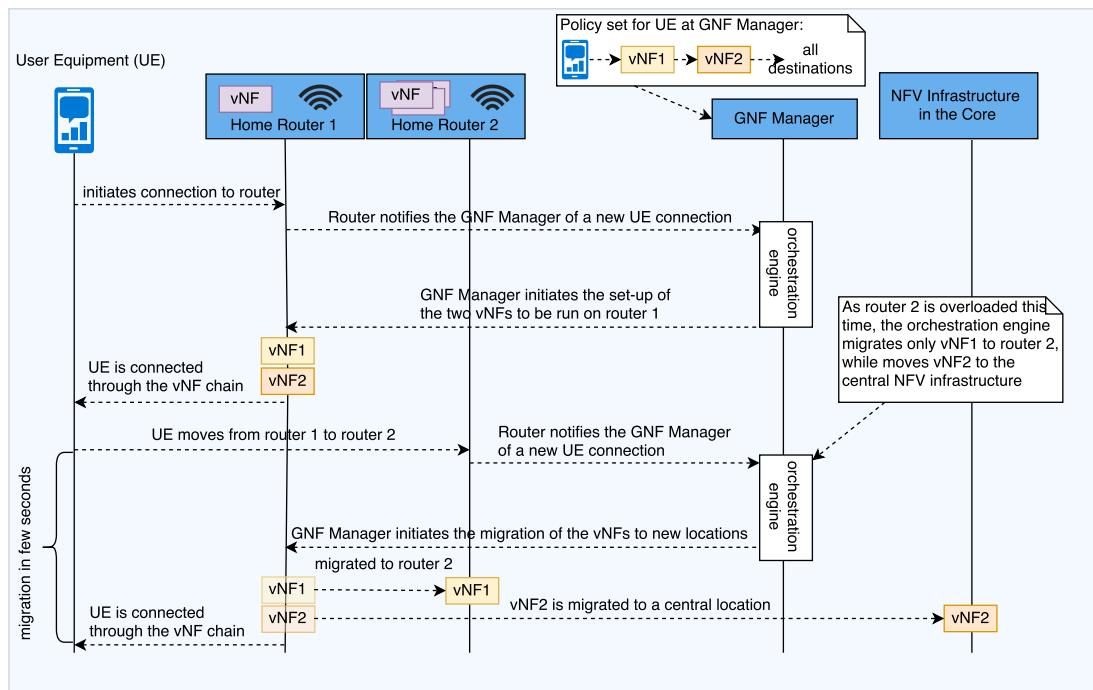 Policy set for UE at GNF Manager:
vNF1
vNF2
all
destinations
User Equipment (UE)
vNF
Home Router 1
vNF
Home Router 2
GNF Manager
NFV Infrastructure
in the Core
initiates connection to router
Router notifies the GNF Manager of a new UE connection
orchestration
engine
GNF Manager initiates the set-up of
the two vNFs to be run on router 1
As router 2 is overloaded this
time, the orchestration engine
migrates only vNF1 to router 2,
while moves vNF2 to the
central NFV infrastructure
vNF1
vNF2
UE is connected
through the vNF chain
UE moves from router 1 to router 2
Router notifies the GNF Manager
of a new UE connection
orchestration
engine
migration in few seconds
GNF Manager initiates the migration of the vNFs to new locations
migrated to router 2
vNF1
vNF1
vNF2 is migrated to a central location
vNF2
vNF2
UE is connected
through the vNF chain